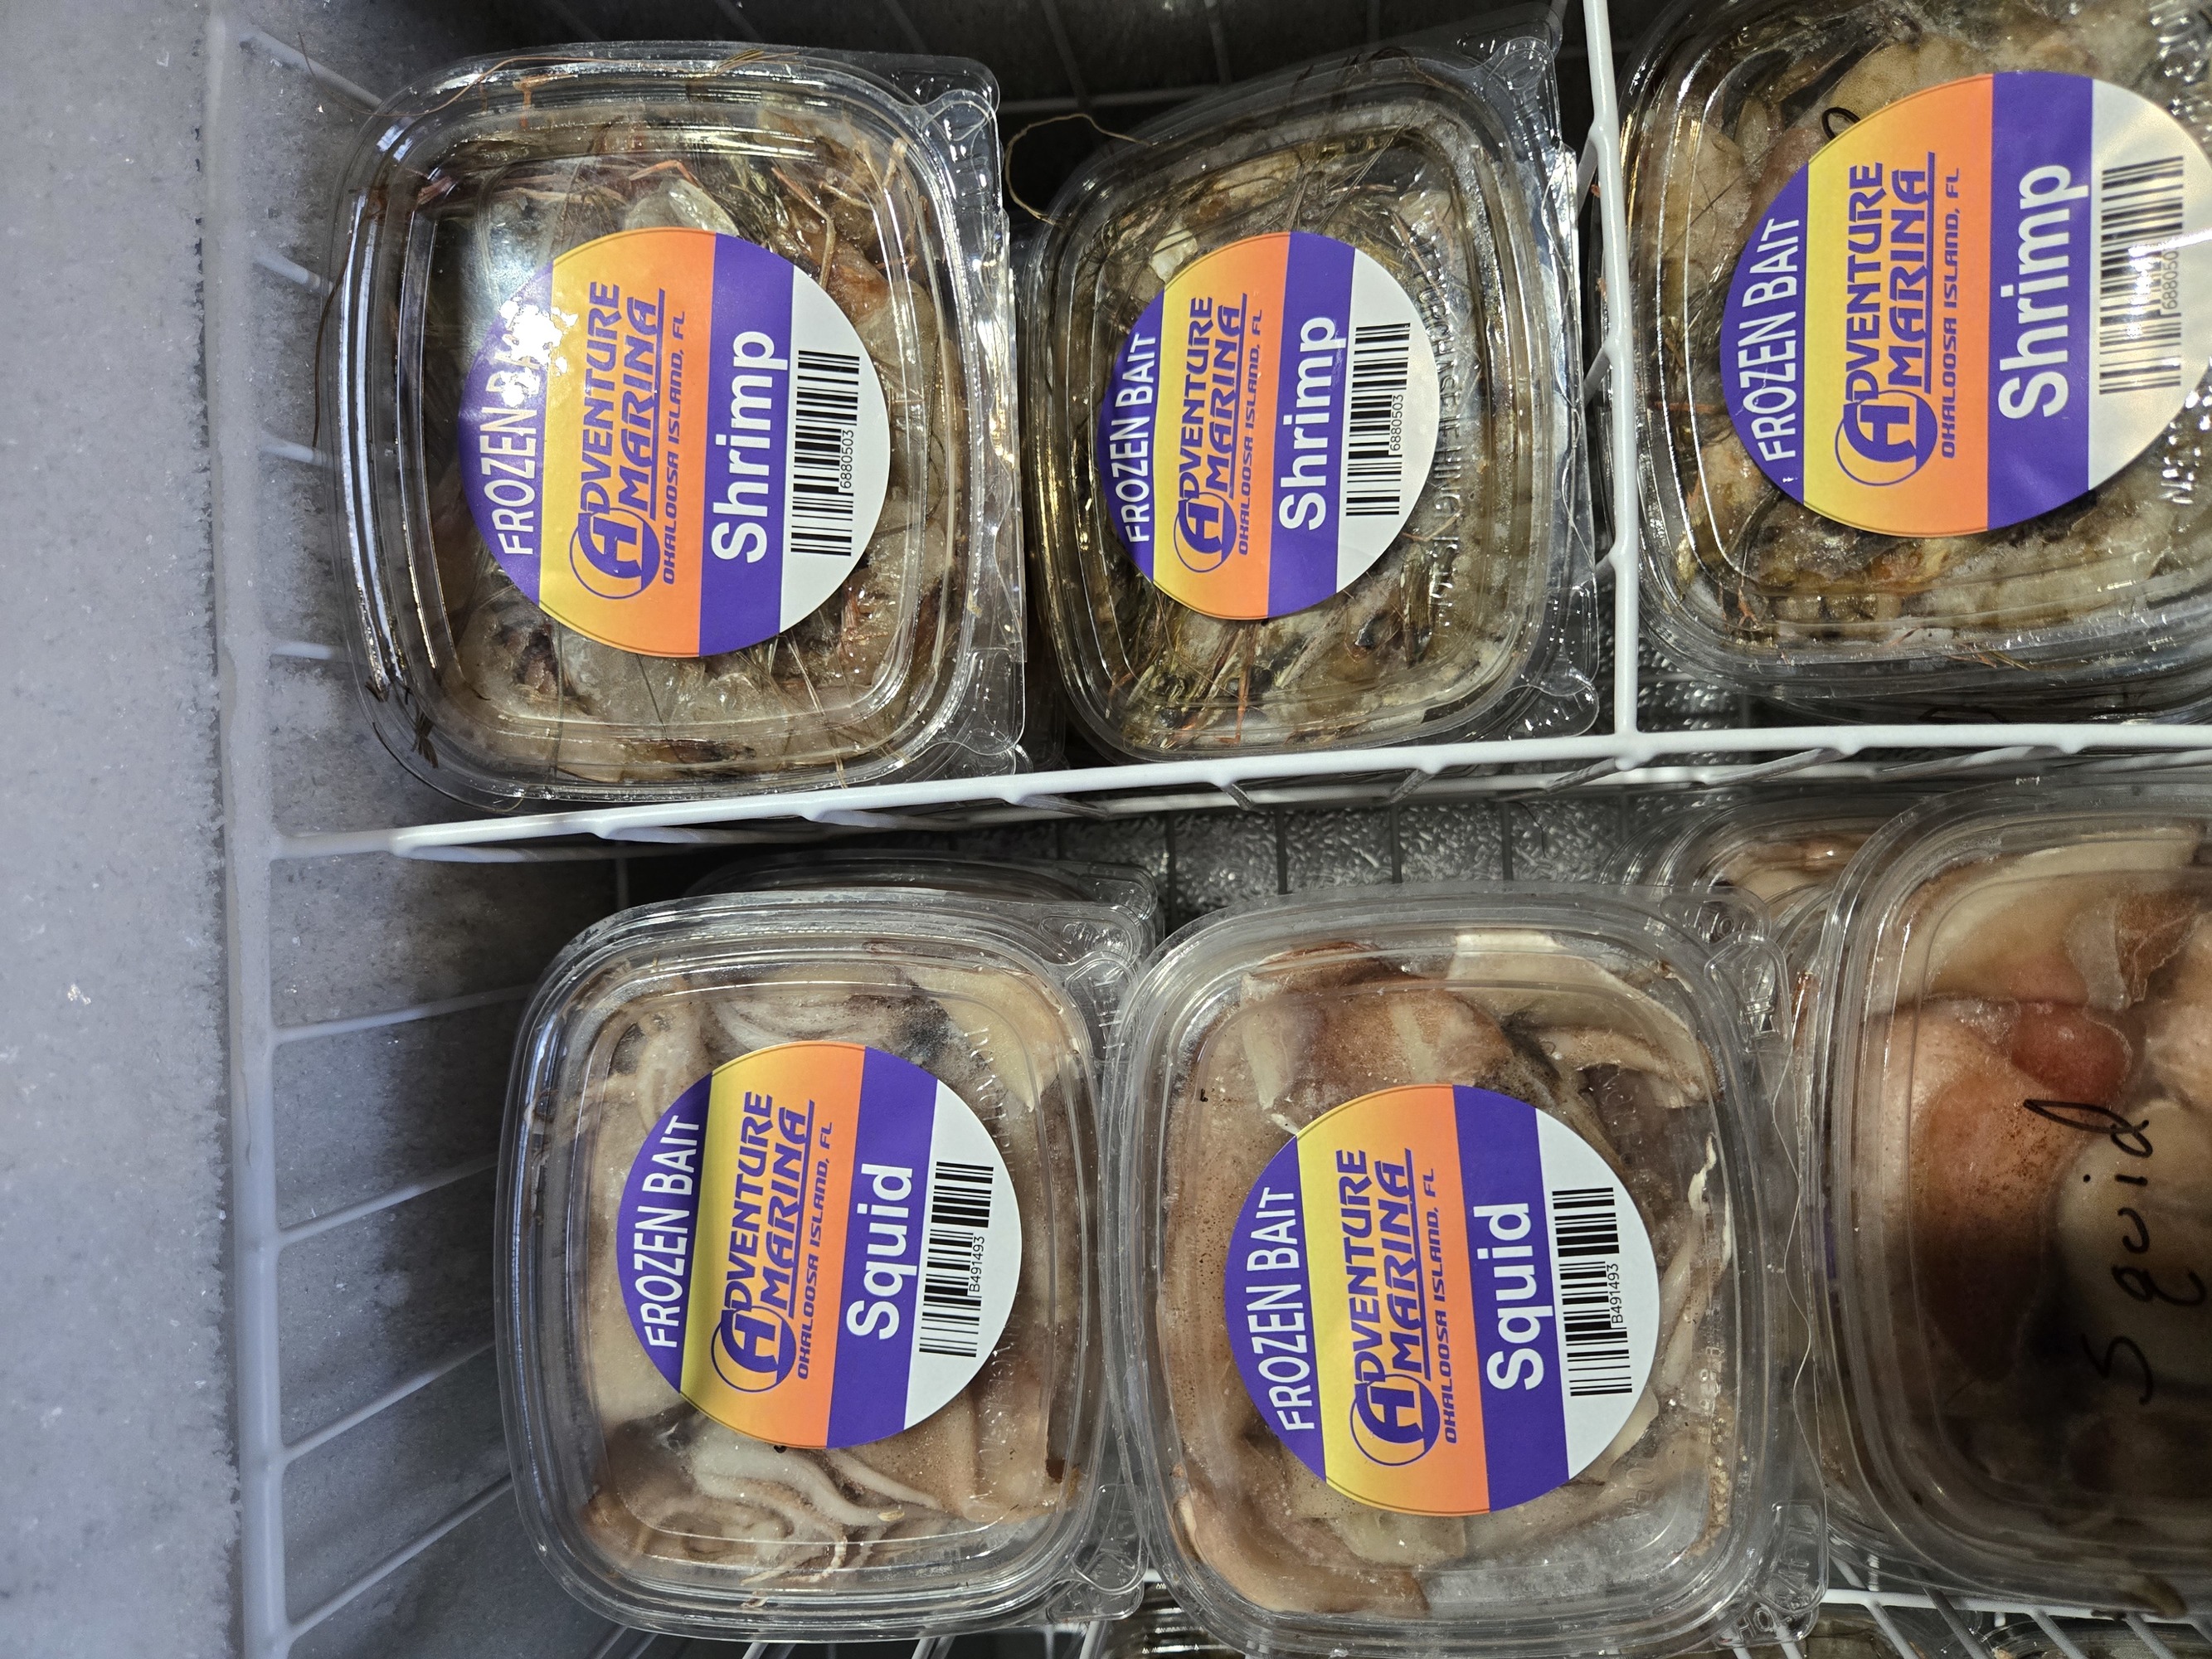 FROZEN BAIT
ADVENTURE
MARINA
OKALOOSA ISLAND, FL
Shrimp
6880503
FROZEN BAIT
ADVENTURE
MARINA
OKALOOSA ISLAND, FL
Shrimp
6880503
FROZEN BAIT
ADVENTURE
MARINA
OKALOOSA ISLAND, FL
Shrimp
FROZEN BAIT
ADVENTURE
MARINA
OKALOOSA ISLAND, FL
Squid
B491493
FROZEN BAIT
ADVENTURE
MARINA
OKALOOSA ISLAND, FL
Squid
B491493
Squid